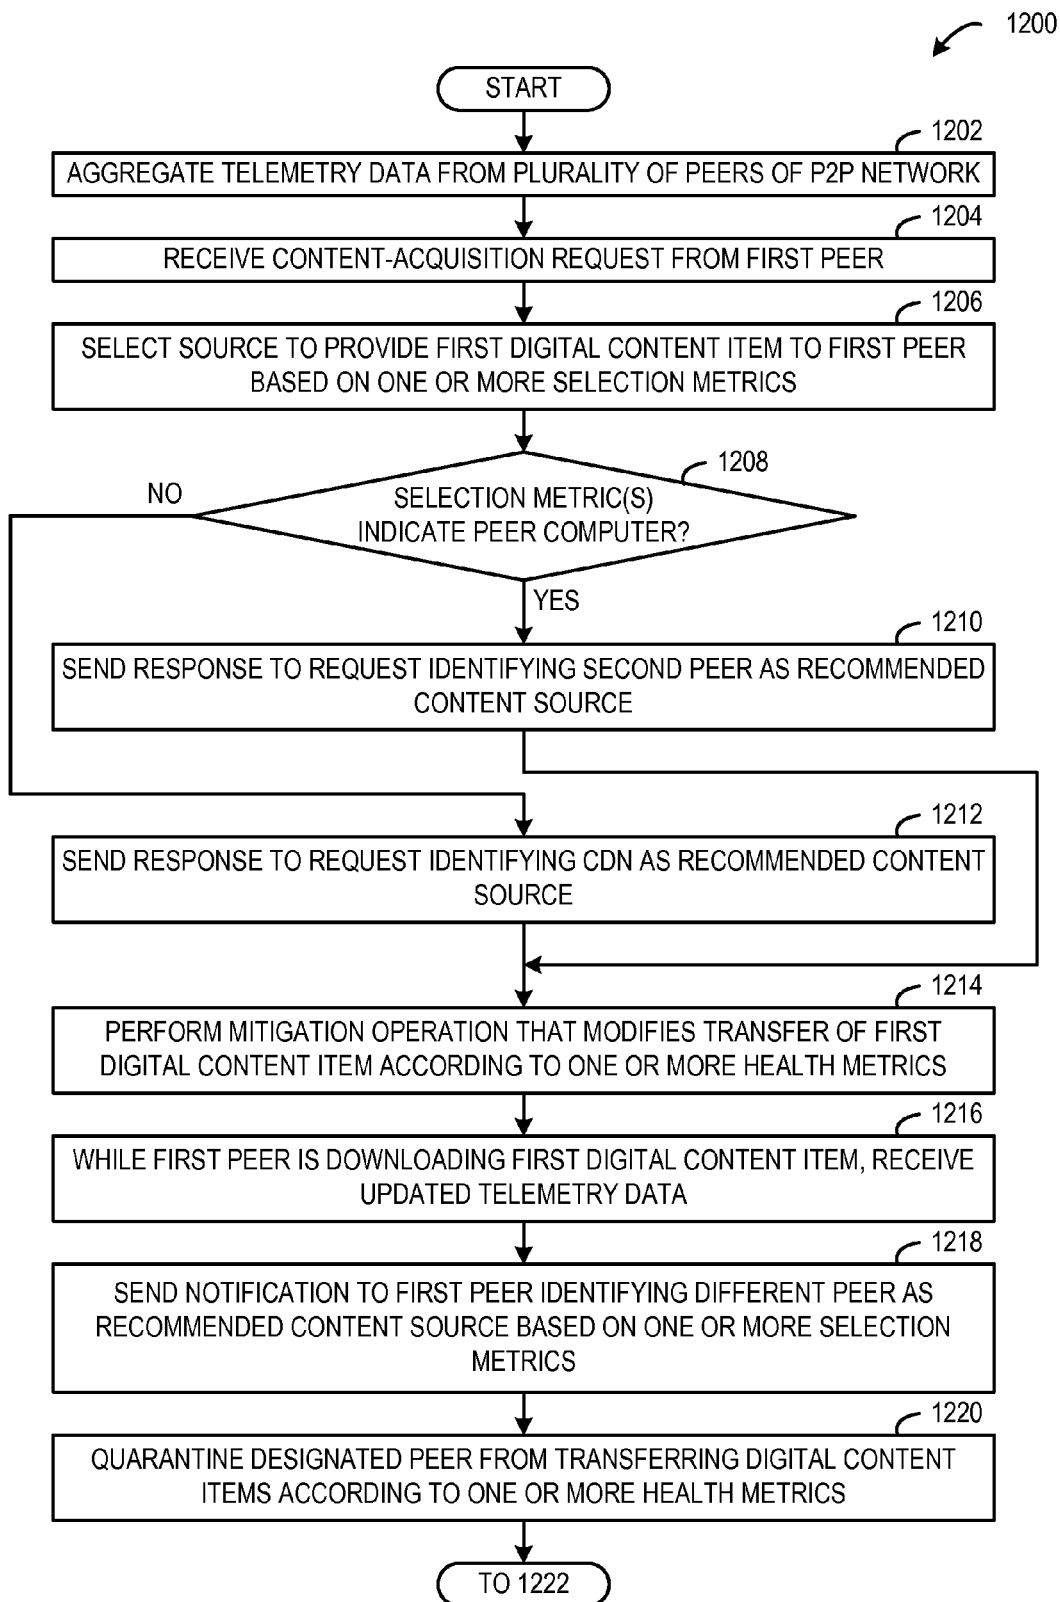 1200
START
1202
AGGREGATE TELEMETRY DATA FROM PLURALITY OF PEERS OF P2P NETWORK
1204
RECEIVE CONTENT-ACQUISITION REQUEST FROM FIRST PEER
1206
SELECT SOURCE TO PROVIDE FIRST DIGITAL CONTENT ITEM TO FIRST PEER
BASED ON ONE OR MORE SELECTION METRICS
1208
NO
SELECTION METRIC(S)
INDICATE PEER COMPUTER?
YES
1210
SEND RESPONSE TO REQUEST IDENTIFYING SECOND PEER AS RECOMMENDED
CONTENT SOURCE
1212
SEND RESPONSE TO REQUEST IDENTIFYING CDN AS RECOMMENDED CONTENT
SOURCE
1214
PERFORM MITIGATION OPERATION THAT MODIFIES TRANSFER OF FIRST
DIGITAL CONTENT ITEM ACCORDING TO ONE OR MORE HEALTH METRICS
1216
WHILE FIRST PEER IS DOWNLOADING FIRST DIGITAL CONTENT ITEM, RECEIVE
UPDATED TELEMETRY DATA
1218
SEND NOTIFICATION TO FIRST PEER IDENTIFYING DIFFERENT PEER AS
RECOMMENDED CONTENT SOURCE BASED ON ONE OR MORE SELECTION
METRICS
1220
QUARANTINE DESIGNATED PEER FROM TRANSFERRING DIGITAL CONTENT
ITEMS ACCORDING TO ONE OR MORE HEALTH METRICS
TO 1222